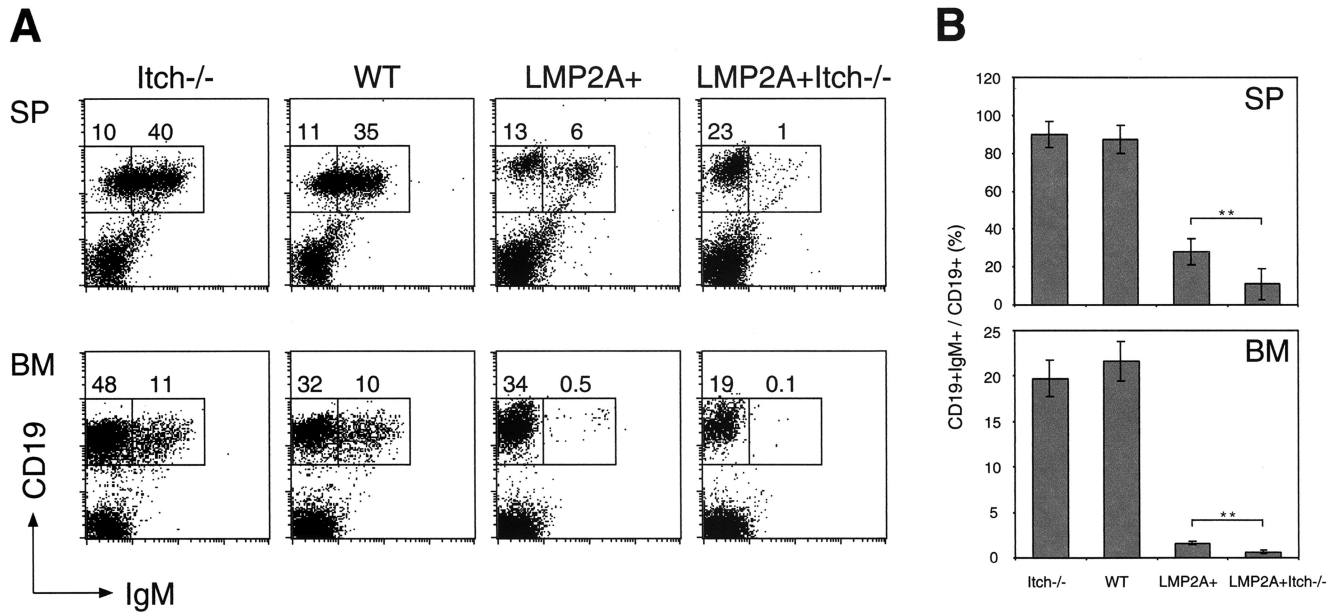 A
Itch-/- WT LMP2A+ LMP2A+Itch-/-
SP
10 40 11 35 13 6 23 1
BM
48 11 32 10 34 0.5 19 0.1
CD19
IgM
B
CD19+IgM+ / CD19+ (%)
120
100
80
60
40
20
0
SP
**
25
20
15
10
5
0
BM
**
Itch-/- WT LMP2A+ LMP2A+Itch-/-